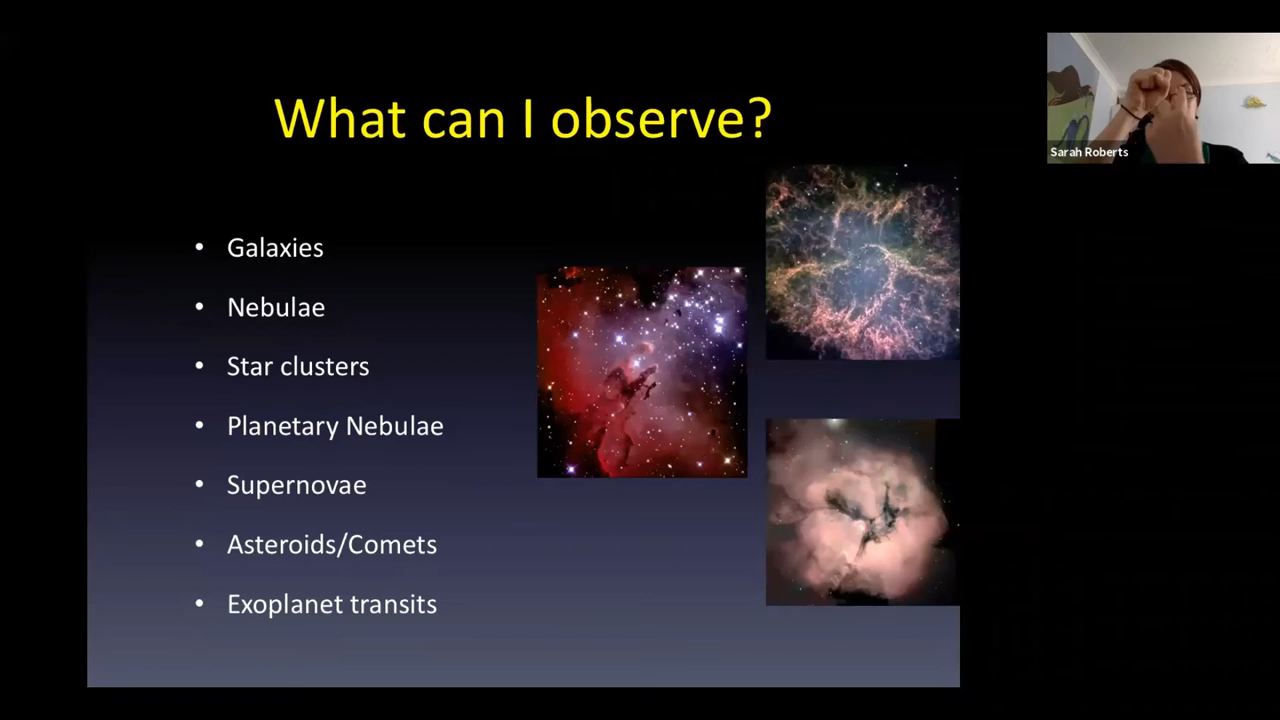 What can I observe?
• Galaxies
• Nebulae
• Star clusters
• Planetary Nebulae
• Supernovae
• Asteroids/Comets
• Exoplanet transits
Sarah Roberts